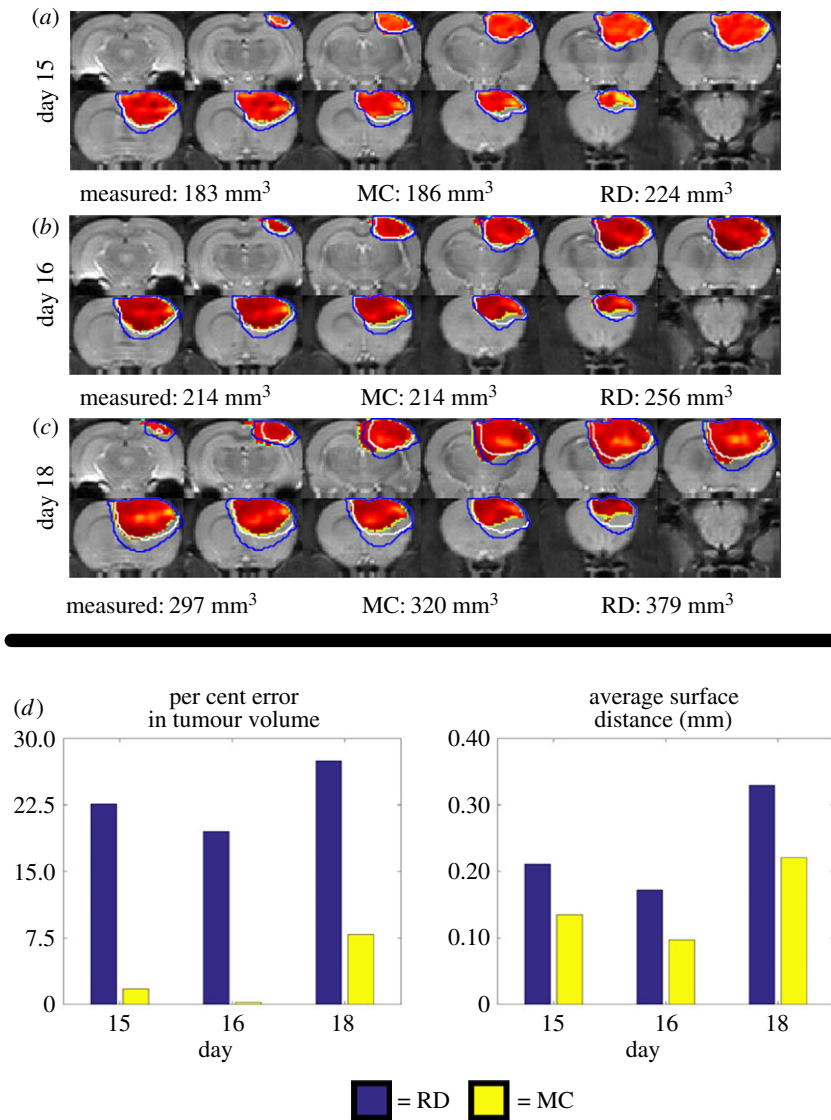 (a)
day 15
measured: 183 mm³ MC: 186 mm³ RD: 224 mm³
(b)
day 16
measured: 214 mm³ MC: 214 mm³ RD: 256 mm³
(c)
day 18
measured: 297 mm³ MC: 320 mm³ RD: 379 mm³
(d)
per cent error
in tumour volume
30.0
22.5
15.0
7.5
0
15 16 18
day
average surface
distance (mm)
0.40
0.30
0.20
0.10
0
15 16 18
day
= RD = MC